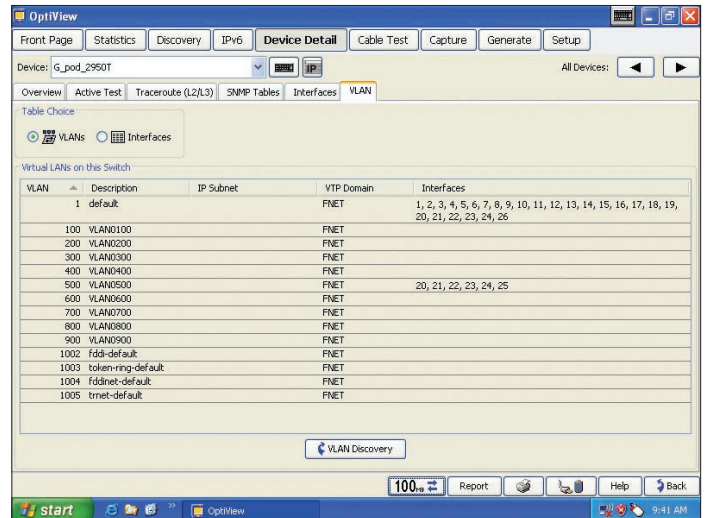 OptiView
Front Page Statistics Discovery IPv6 Device Detail Cable Test Capture Generate Setup
Device: G_pod_2950T IP All Devices:
Overview Active Test Traceroute (L2/L3) SNMP Tables Interfaces VLAN
Table Choice
VLANs Interfaces
Virtual LANs on this Switch
VLAN Description IP Subnet VTP Domain Interfaces
1 default FNET 1, 2, 3, 4, 5, 6, 7, 8, 9, 10, 11, 12, 13, 14, 15, 16, 17, 18, 19,
20, 21, 22, 23, 24, 26
100 VLAN0100 FNET
200 VLAN0200 FNET
300 VLAN0300 FNET
400 VLAN0400 FNET
500 VLAN0500 FNET 20, 21, 22, 23, 24, 25
600 VLAN0600 FNET
700 VLAN0700 FNET
800 VLAN0800 FNET
900 VLAN0900 FNET
1002 fddi-default FNET
1003 token-ring-default FNET
1004 fddinet-default FNET
1005 trnet-default FNET
VLAN Discovery
100 Report Help Back
start OptiView 9:41 AM